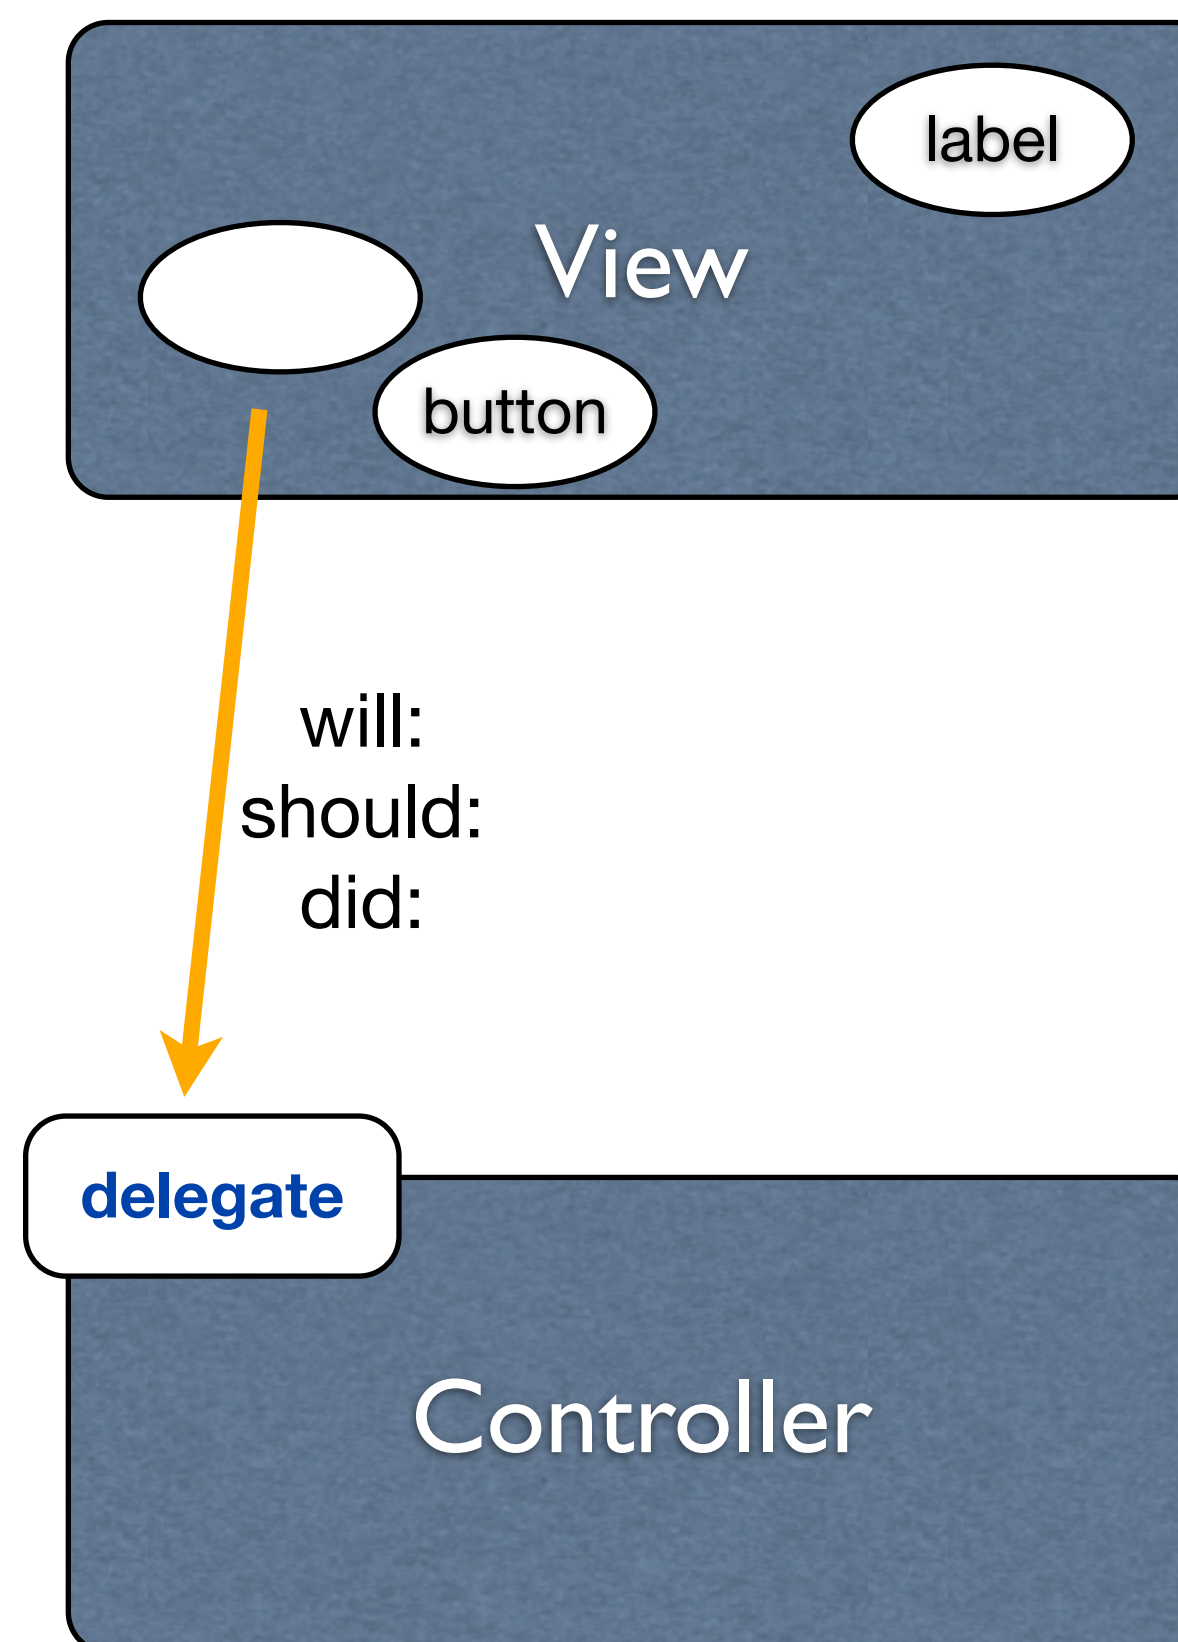 label
View
button
will:
should:
did:
delegate
Controller